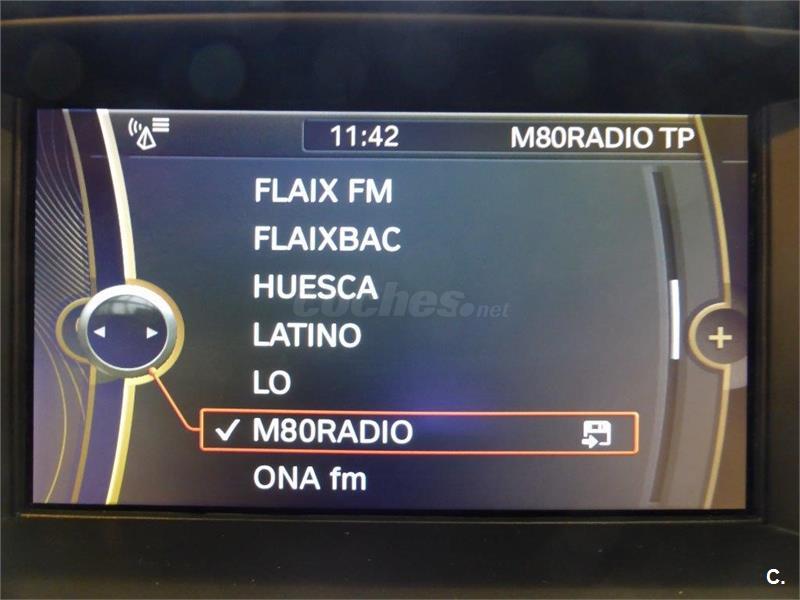 11:42 M80RADIO TP
FLAIX FM
FLAIXBAC
HUESCA
coches.net
LATINO
LO
M80RADIO
ONA fm
C.